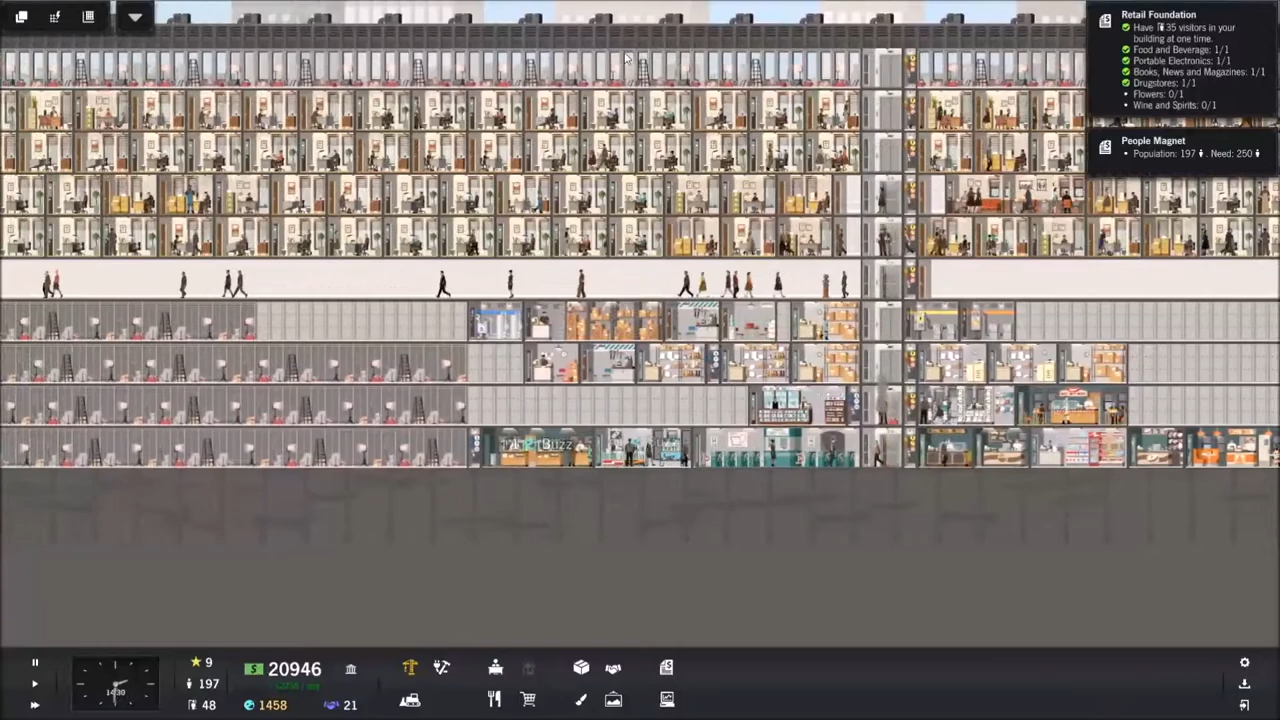 Retail Foundation
Have 35 visitors in your
building at one time.
Food and Beverage: 1/1
Portable Electronics: 1/1
Books, News and Magazines: 1/1
Drugstores: 1/1
Flowers: 0/1
Wine and Spirits: 0/1
People Magnet
Population: 197 . Need: 250
14:30
9
197
48
20946
1458
21